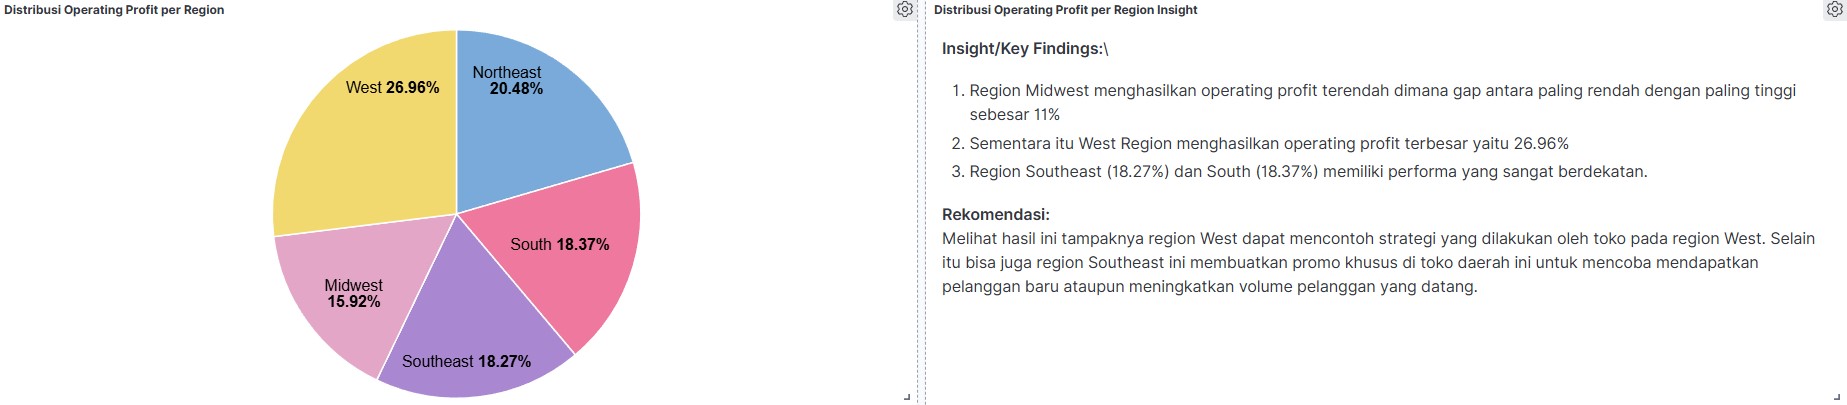 Distribusi Operating Profit per Region
West 26.96%
Northeast
20.48%
South 18.37%
Midwest
15.92%
Southeast 18.27%
Distribusi Operating Profit per Region Insight
Insight/Key Findings:\
1. Region Midwest menghasilkan operating profit terendah dimana gap antara paling rendah dengan paling tinggi
sebesar 11%
2. Sementara itu West Region menghasilkan operating profit terbesar yaitu 26.96%
3. Region Southeast (18.27%) dan South (18.37%) memiliki performa yang sangat berdekatan.
Rekomendasi:
Melihat hasil ini tampaknya region West dapat mencontoh strategi yang dilakukan oleh toko pada region West. Selain
itu bisa juga region Southeast ini membuatkan promo khusus di toko daerah ini untuk mencoba mendapatkan
pelanggan baru ataupun meningkatkan volume pelanggan yang datang.